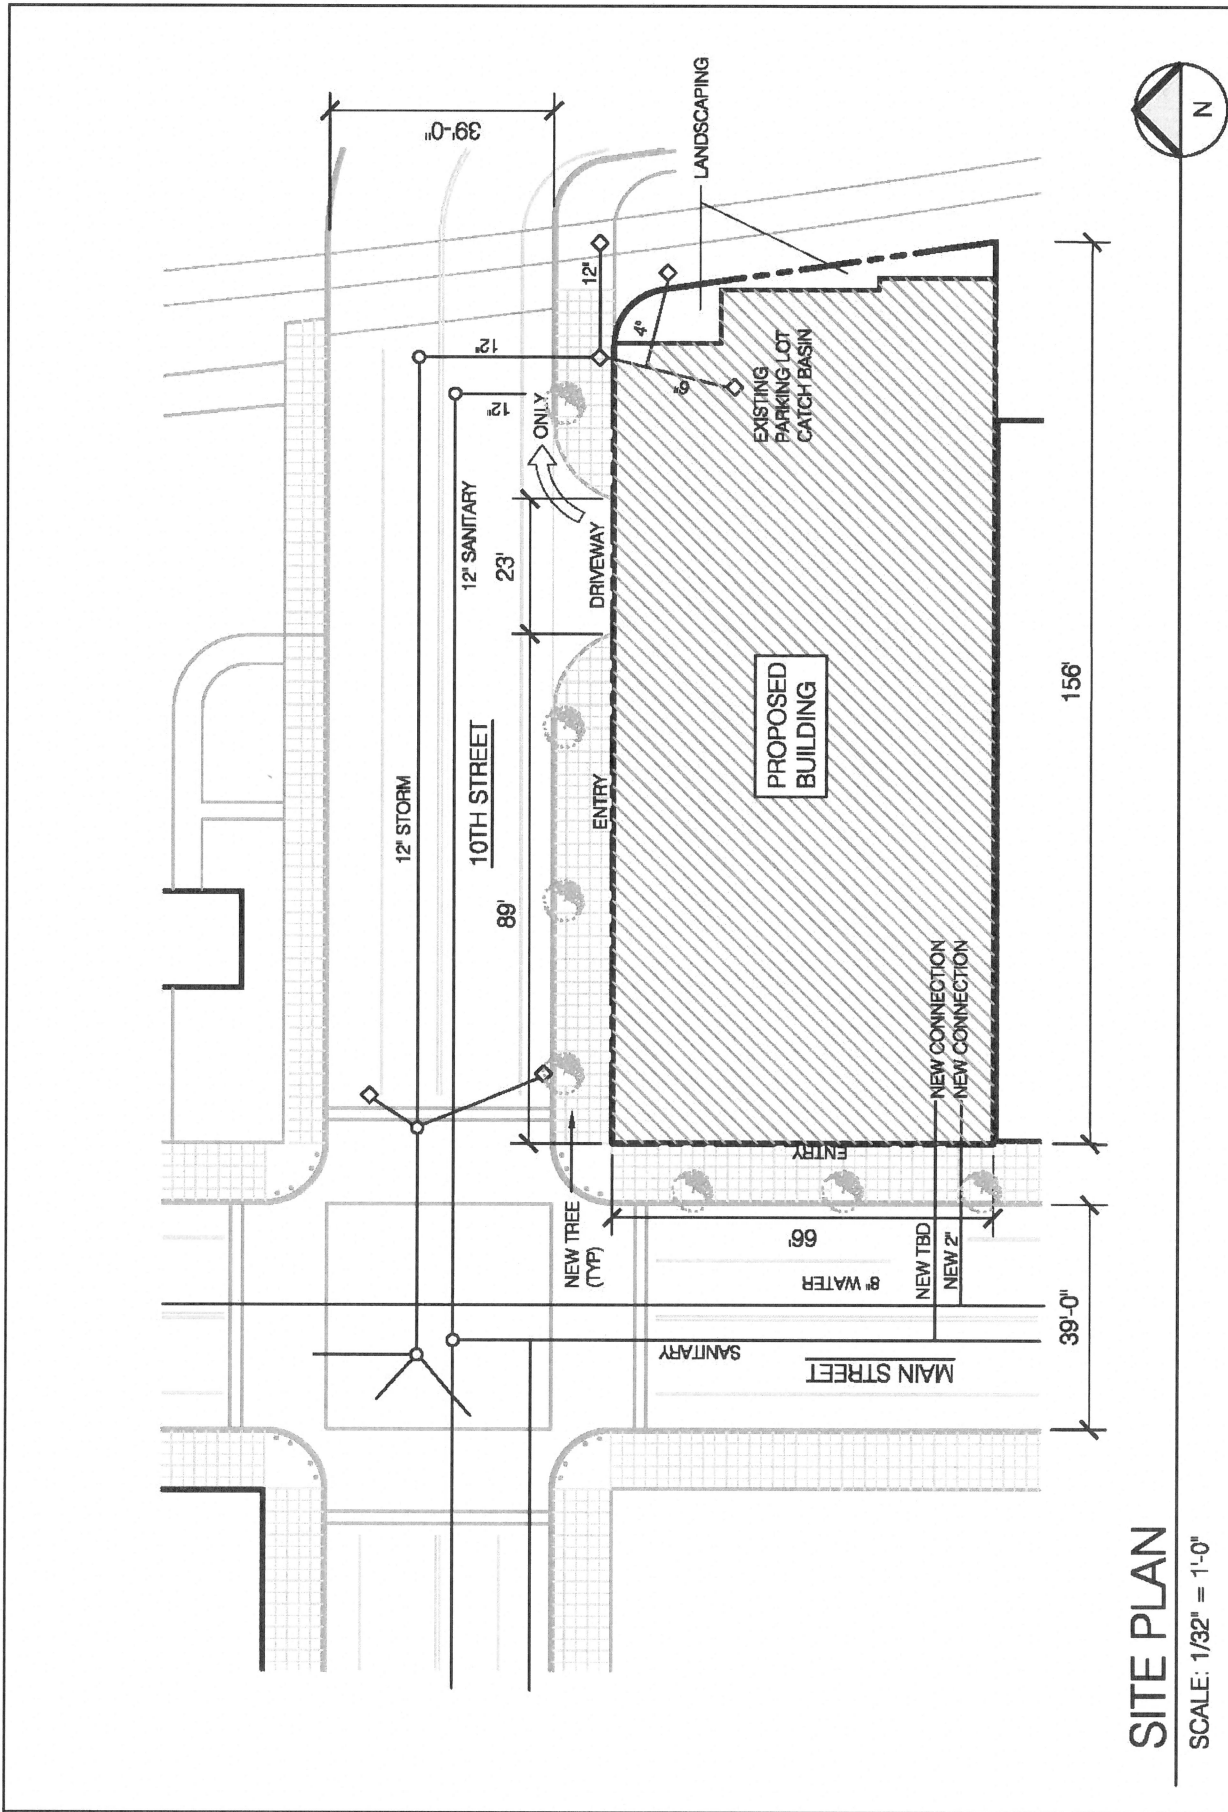 SITE PLAN
SCALE: 1/32" = 1'-0"
N
39'-0"
LANDSCAPING
12"
4"
6"
12"
12"
ONLY
EXISTING
PARKING LOT
CATCH BASIN
12" SANITARY
23'
DRIVEWAY
12" STORM
10TH STREET
89'
ENTRY
PROPOSED
BUILDING
156'
NEW CONNECTION
NEW CONNECTION
ENTRY
NEW TREE
(TYP)
66'
NEW TBD
NEW 2"
8" WATER
SANITARY
MAIN STREET
39'-0"